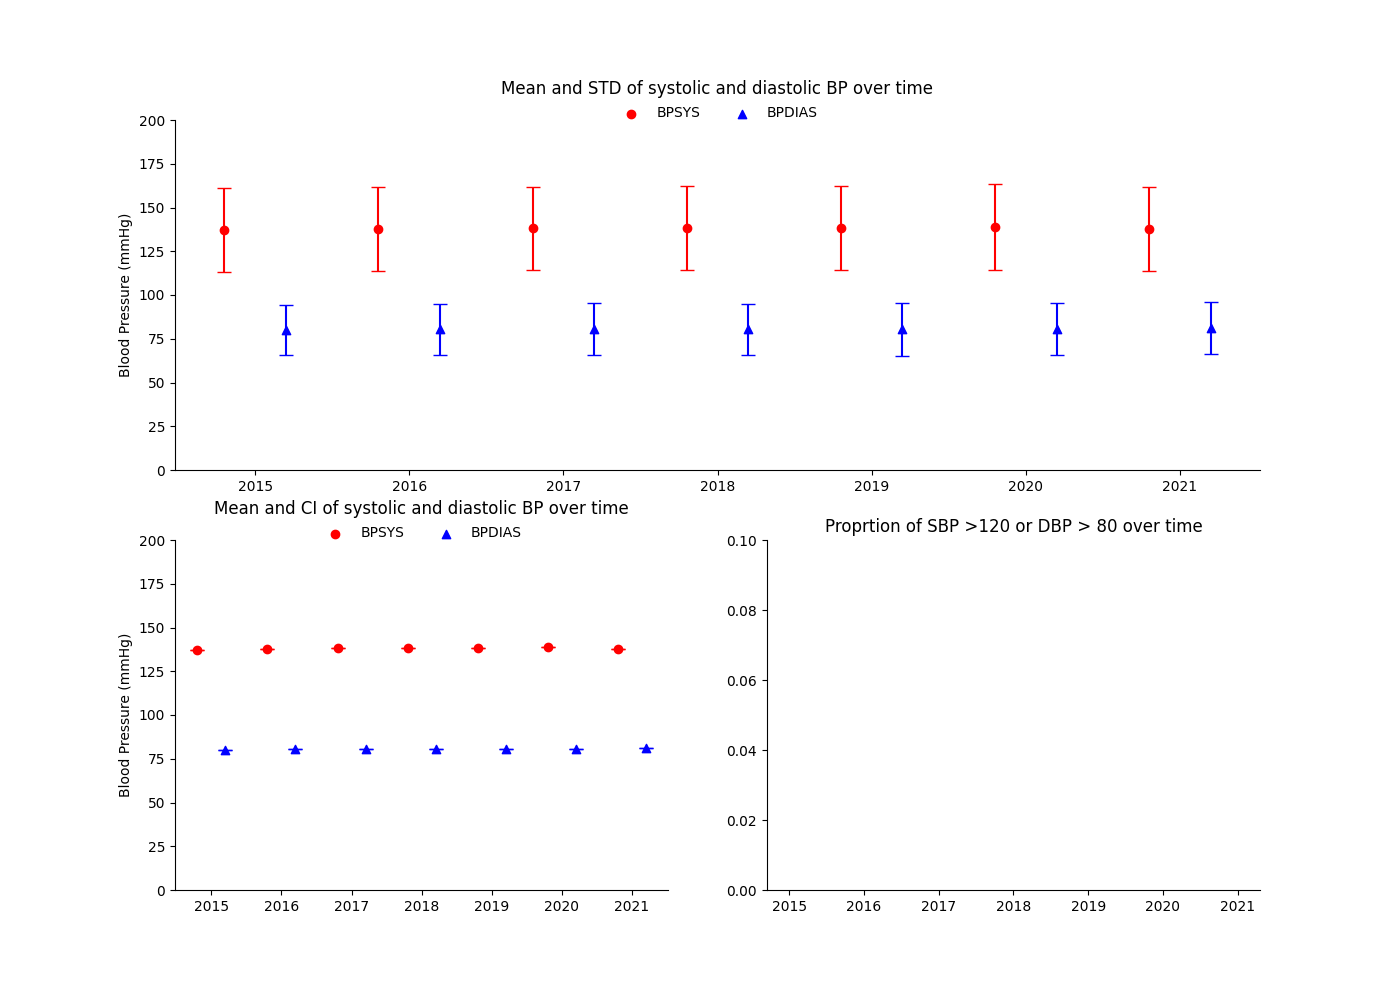 Mean and STD of systolic and diastolic BP over time
BPSYS BPDIAS
200
175
150
125
100
75
50
25
0
Blood Pressure (mmHg)
2015 2016 2017 2018 2019 2020 2021
Mean and CI of systolic and diastolic BP over time
BPSYS BPDIAS
200
175
150
125
100
75
50
25
0
Blood Pressure (mmHg)
2015 2016 2017 2018 2019 2020 2021
Proprtion of SBP >120 or DBP > 80 over time
0.10
0.08
0.06
0.04
0.02
0.00
2015 2016 2017 2018 2019 2020 2021